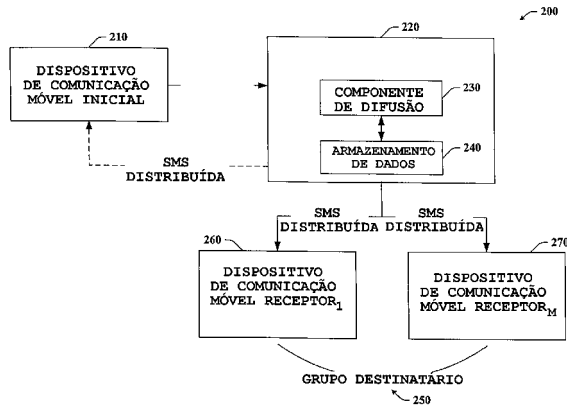 200
210
220
DISPOSITIVO
DE COMUNICAÇÃO
MÓVEL INICIAL
COMPONENTE
DE DIFUSÃO
230
ARMAZENAMENTO
DE DADOS
240
SMS
DISTRIBUÍDA
SMS
DISTRIBUÍDA
SMS
DISTRIBUÍDA
260
270
DISPOSITIVO
DE COMUNICAÇÃO
MÓVEL RECEPTOR1
DISPOSITIVO
DE COMUNICAÇÃO
MÓVEL RECEPTORM
GRUPO DESTINATÁRIO
250